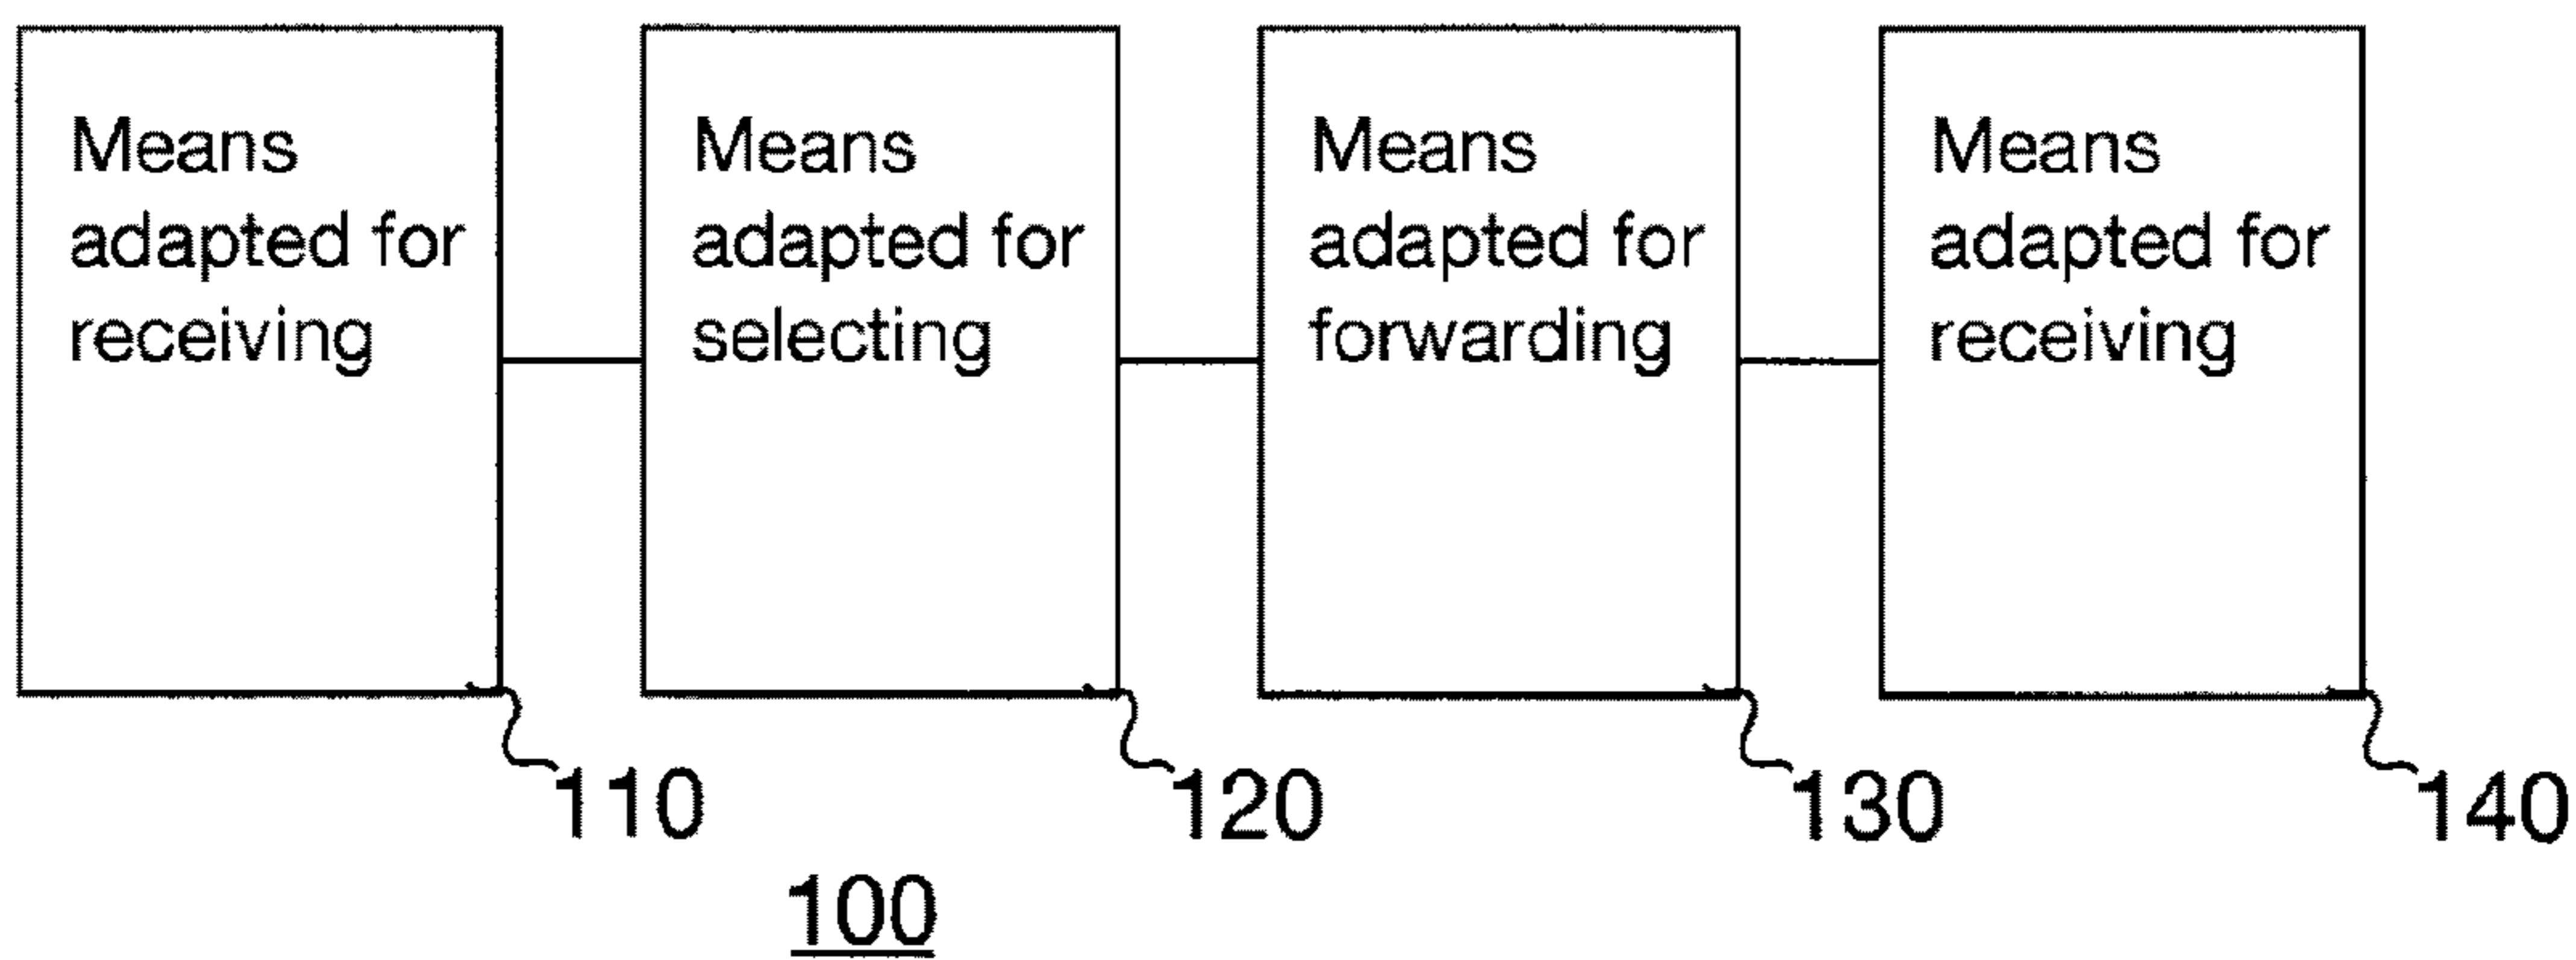 Means
adapted for
receiving
Means
adapted for
selecting
Means
adapted for
forwarding
Means
adapted for
receiving
110
120
130
140
100